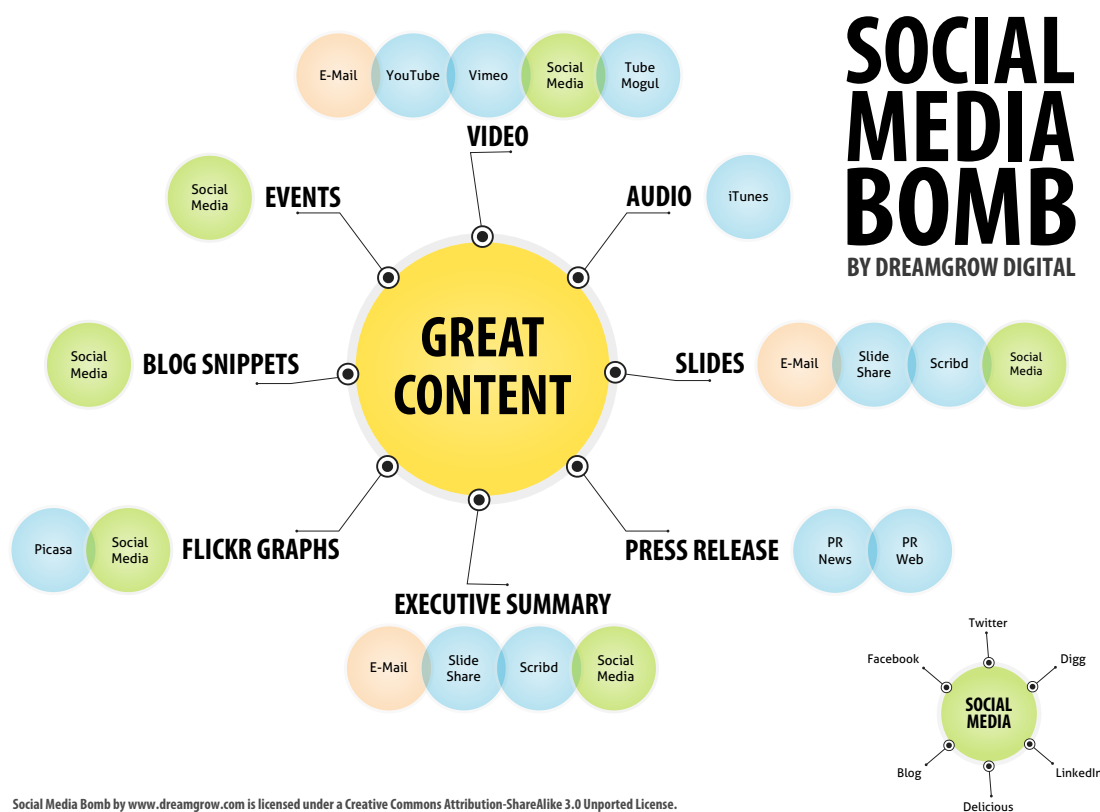 SOCIAL
MEDIA
BOMB
BY DREAMGROW DIGITAL
E-Mail
YouTube
Vimeo
Social
Media
Tube
Mogul
VIDEO
Social
Media
EVENTS
AUDIO
iTunes
GREAT
CONTENT
Social
Media
BLOG SNIPPETS
SLIDES
E-Mail
Slide
Share
Scribd
Social
Media
Picasa
Social
Media
FLICKR GRAPHS
PRESS RELEASE
PR
News
PR
Web
EXECUTIVE SUMMARY
E-Mail
Slide
Share
Scribd
Social
Media
Twitter
Facebook
Digg
SOCIAL
MEDIA
Blog
LinkedIn
Delicious
Social Media Bomb by www.dreamgrow.com is licensed under a Creative Commons Attribution-ShareAlike 3.0 Unported License.